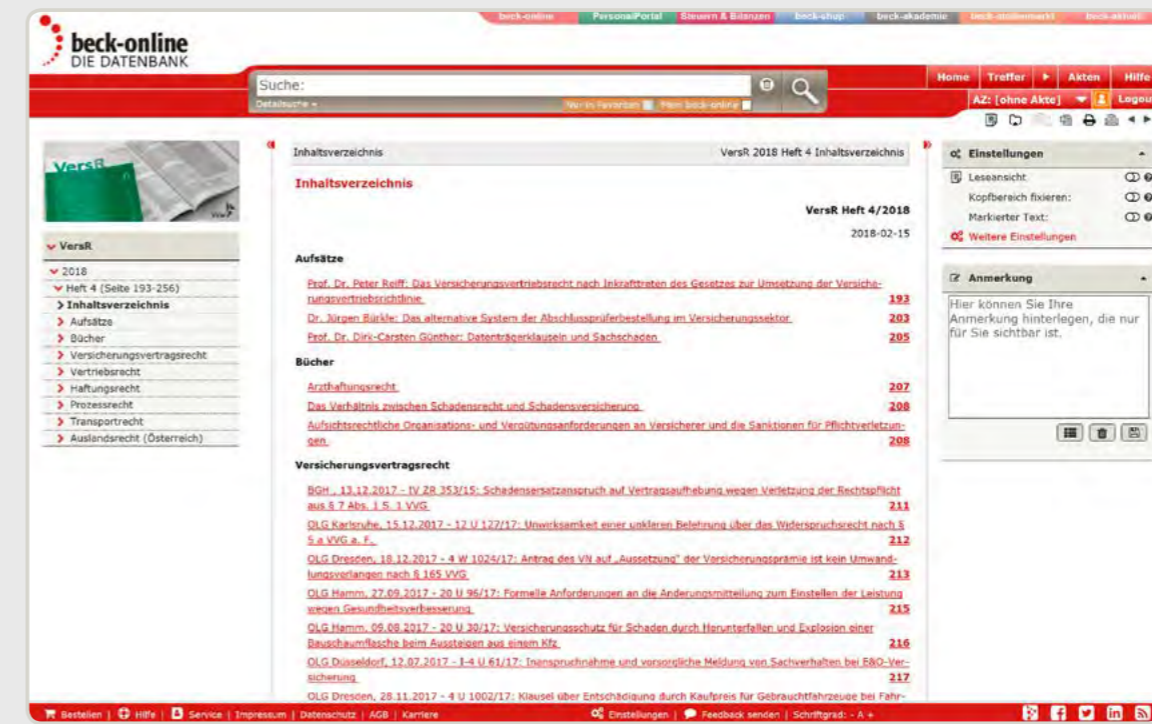 beck-online
PersonalPortal
Steuern & Bilanzen
beck-shop
beck-akademie
beck-stellenmarkt
beck-aktuell
beck-online
DIE DATENBANK
Suche:
Detailsuche
Nur in Favoriten
Mein beck-online
Home
Treffer
Akten
Hilfe
AZ: [ohne Akte]
Logout
VersR
VersR
2018
Heft 4 (Seite 193-256)
Inhaltsverzeichnis
Aufsätze
Bücher
Versicherungsvertragsrecht
Vertriebsrecht
Haftungsrecht
Prozessrecht
Transportrecht
Auslandsrecht (Österreich)
Inhaltsverzeichnis
VersR 2018 Heft 4 Inhaltsverzeichnis
Inhaltsverzeichnis
VersR Heft 4/2018
2018-02-15
Aufsätze
Prof. Dr. Peter Reiff: Das Versicherungsvertriebsrecht nach Inkrafttreten des Gesetzes zur Umsetzung der Versiche-
rungsvertriebsrichtlinie 193
Dr. Jürgen Bürkle: Das alternative System der Abschlussprüferbestellung im Versicherungssektor 203
Prof. Dr. Dirk-Carsten Günther: Datenträgerklauseln und Sachschaden 205
Bücher
Arzthaftungsrecht 207
Das Verhältnis zwischen Schadensrecht und Schadensversicherung 208
Aufsichtsrechtliche Organisations- und Vergütungsanforderungen an Versicherer und die Sanktionen für Pflichtverletzun-
gen 208
Versicherungsvertragsrecht
BGH , 13.12.2017 - IV ZR 353/15: Schadensersatzanspruch auf Vertragsaufhebung wegen Verletzung der Rechtspflicht
aus § 7 Abs. 1 S. 1 VVG 211
OLG Karlsruhe, 15.12.2017 - 12 U 127/17: Unwirksamkeit einer unklaren Belehrung über das Widerspruchsrecht nach §
5 a VVG a. F. 212
OLG Dresden, 18.12.2017 - 4 W 1024/17: Antrag des VN auf „Aussetzung" der Versicherungsprämie ist kein Umwand-
lungsverlangen nach § 165 VVG 213
OLG Hamm, 27.09.2017 - 20 U 96/17: Formelle Anforderungen an die Änderungsmitteilung zum Einstellen der Leistung
wegen Gesundheitsverbesserung 215
OLG Hamm, 09.08.2017 - 20 U 30/17: Versicherungsschutz für Schaden durch Herunterfallen und Explosion einer
Bauschaumflasche beim Aussteigen aus einem Kfz 216
OLG Düsseldorf, 12.07.2017 - I-4 U 61/17: Inanspruchnahme und vorsorgliche Meldung von Sachverhalten bei E&O-Ver-
sicherung 217
OLG Dresden, 28.11.2017 - 4 U 1002/17: Klausel über Entschädigung durch Kaufpreis für Gebrauchtfahrzeuge bei Fahr-
Einstellungen
Leseansicht
Kopfbereich fixieren:
Markierter Text:
Weitere Einstellungen
Anmerkung
Hier können Sie Ihre
Anmerkung hinterlegen, die nur
für Sie sichtbar ist.
Bestellen | Hilfe | Service | Impressum | Datenschutz | AGB | Karriere
Einstellungen | Feedback senden | Schriftgrad: - A +